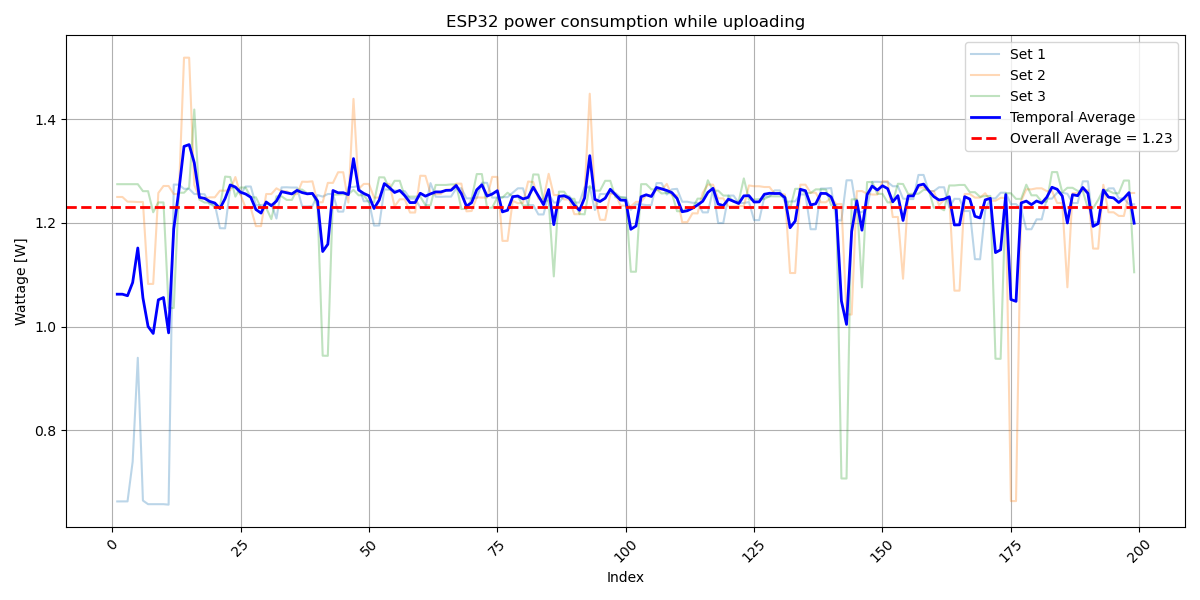 ESP32 power consumption while uploading
Set 1
Set 2
Set 3
Temporal Average
Overall Average = 1.23
Wattage [W]
1.4
1.2
1.0
0.8
0
25
50
75
100
125
150
175
200
Index